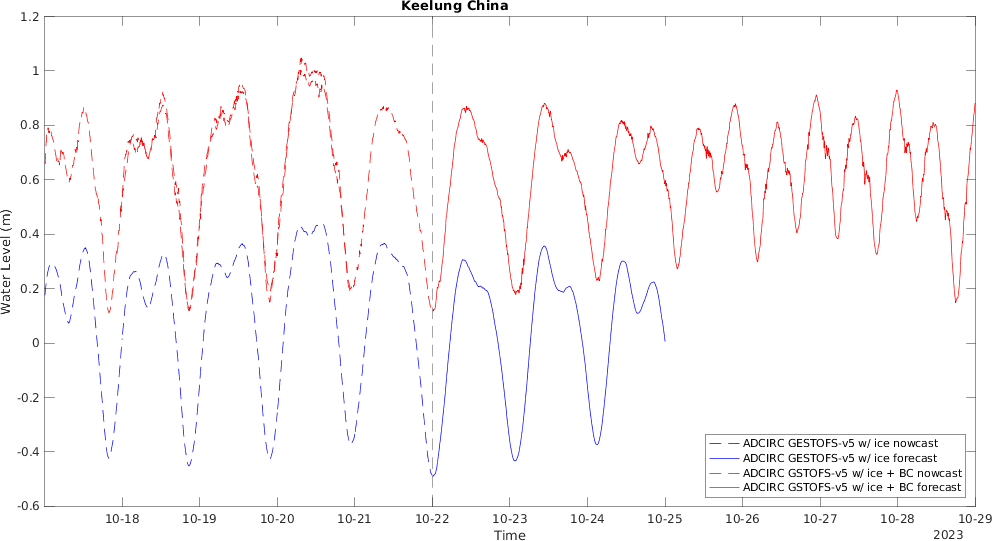 Keelung China
1.2
1
0.8
0.6
0.4
0.2
0
-0.2
-0.4
-0.6
Water Level (m)
10-18 10-19 10-20 10-21 10-22 10-23 10-24 10-25 10-26 10-27 10-28 10-29
Time
2023
ADCIRC GESTOFS-v5 w/ ice nowcast
ADCIRC GESTOFS-v5 w/ ice forecast
ADCIRC GSTOFS-v5 w/ ice + BC nowcast
ADCIRC GSTOFS-v5 w/ ice + BC forecast